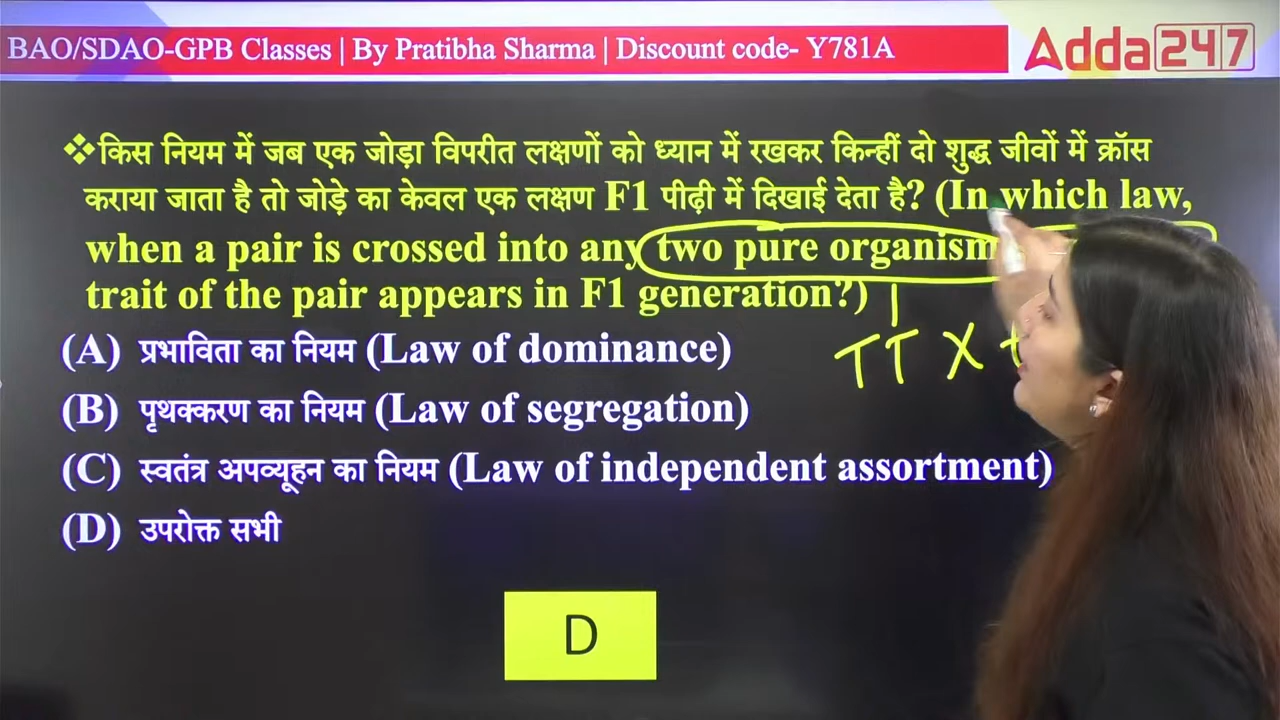 BAO/SDAO-GPB Classes | By Pratibha Sharma | Discount code- Y781A
Adda247
❖किस नियम में जब एक जोड़ा विपरीत लक्षणों को ध्यान में रखकर किन्हीं दो शुद्ध जीवों में क्रॉस
कराया जाता है तो जोड़े का केवल एक लक्षण F1 पीढ़ी में दिखाई देता है? (In which law,
when a pair is crossed into any two pure organism
trait of the pair appears in F1 generation?)
TT X t
(A) प्रभाविता का नियम (Law of dominance)
(B) पृथक्करण का नियम (Law of segregation)
(C) स्वतंत्र अपव्यूहन का नियम (Law of independent assortment)
(D) उपरोक्त सभी
D